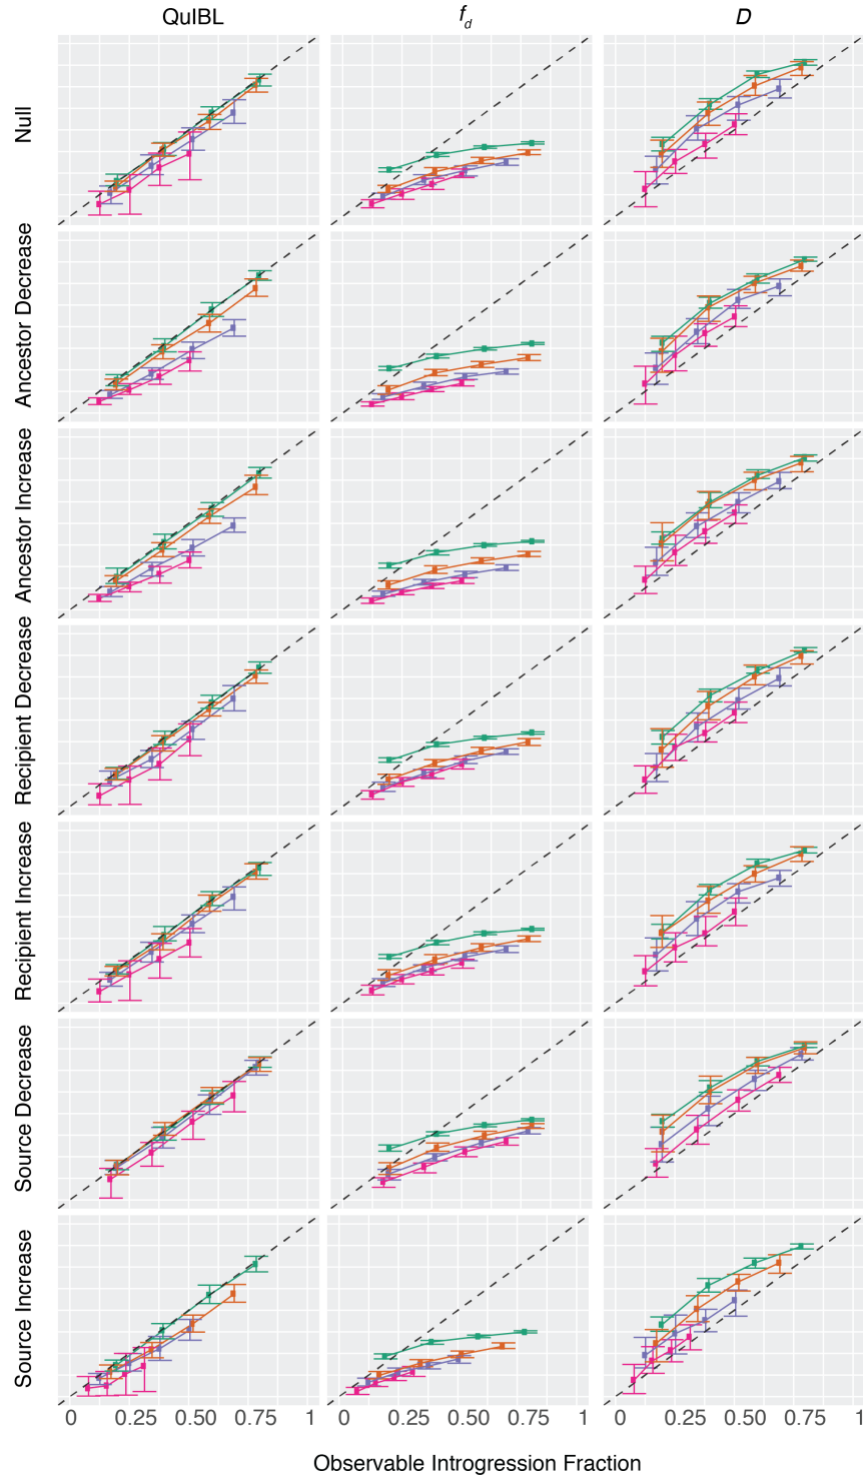 QuIBL f_d D
Null
Ancestor Decrease
Ancestor Increase
Recipient Decrease
Recipient Increase
Source Decrease
Source Increase
0 0.25 0.50 0.75 1 0 0.25 0.50 0.75 1 0 0.25 0.50 0.75 1
Observable Introgression Fraction